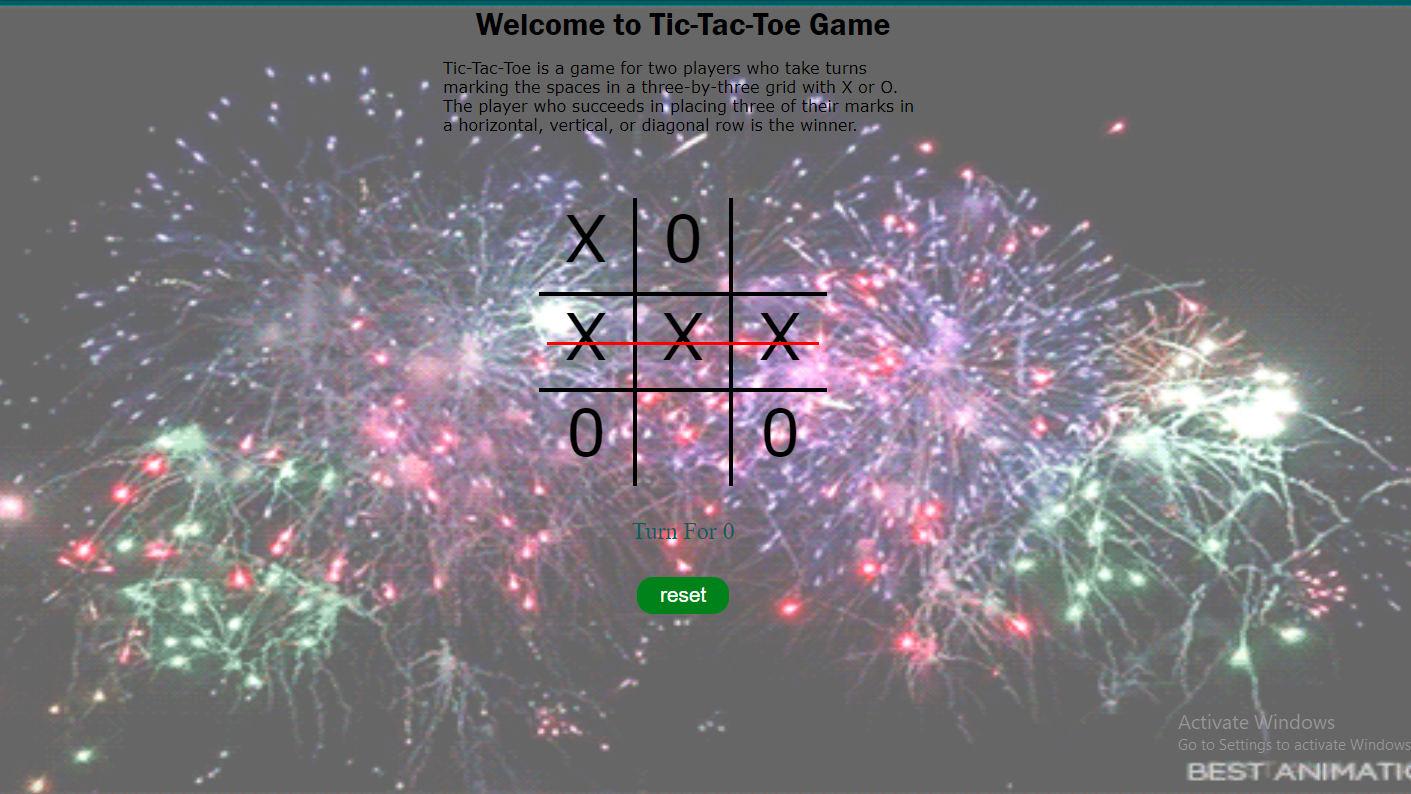 Welcome to Tic-Tac-Toe Game
Tic-Tac-Toe is a game for two players who take turns
marking the spaces in a three-by-three grid with X or O.
The player who succeeds in placing three of their marks in
a horizontal, vertical, or diagonal row is the winner.
X 0
X X X
0 0
Turn For 0
reset
Activate Windows
Go to Settings to activate Windows
BEST ANIMATIO